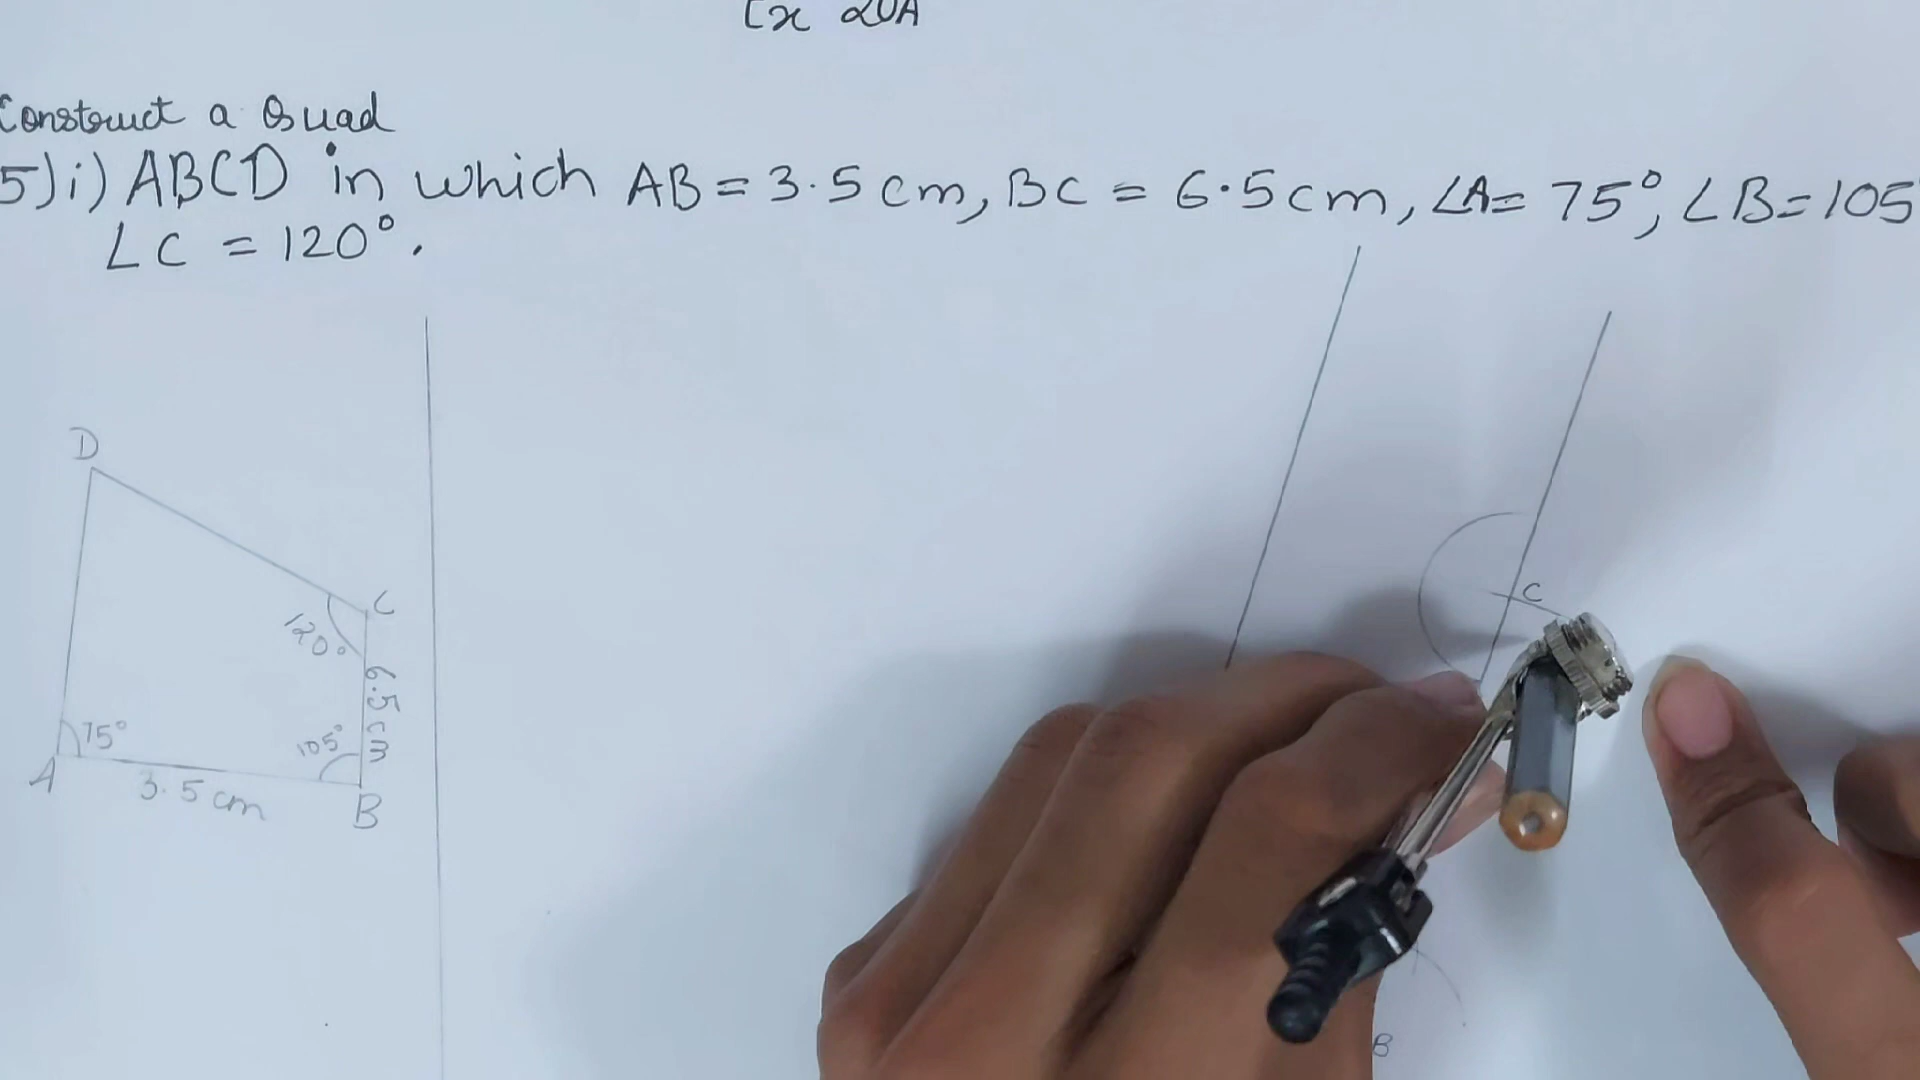 Ex 20A
Construct a Quad
5)i) ABCD in which AB = 3.5 cm, BC = 6.5 cm, ∠A = 75°, ∠B = 105°
∠C = 120°.
D
C
120°
6.5 cm
75°
105°
A
3.5 cm
B
C
B